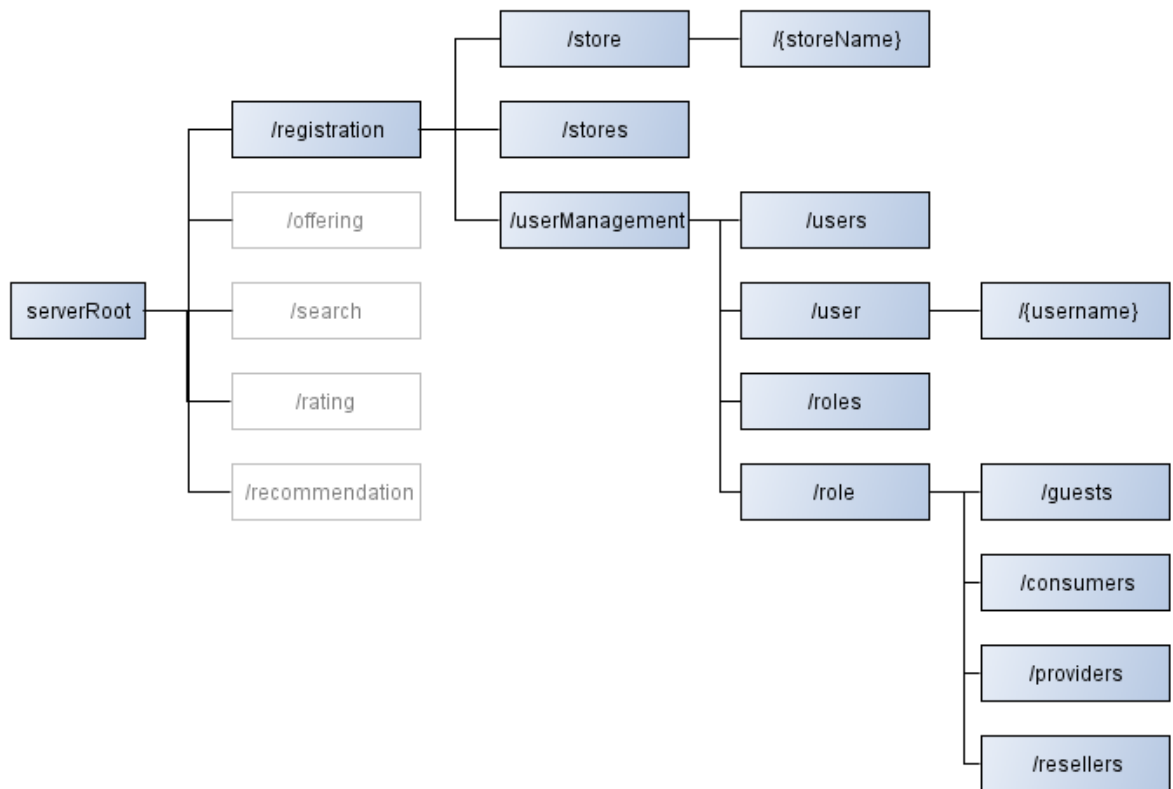 /store
/{storeName}
/registration
/stores
/offering
/userManagement
/users
serverRoot
/search
/user
/{username}
/rating
/roles
/recommendation
/role
/guests
/consumers
/providers
/resellers